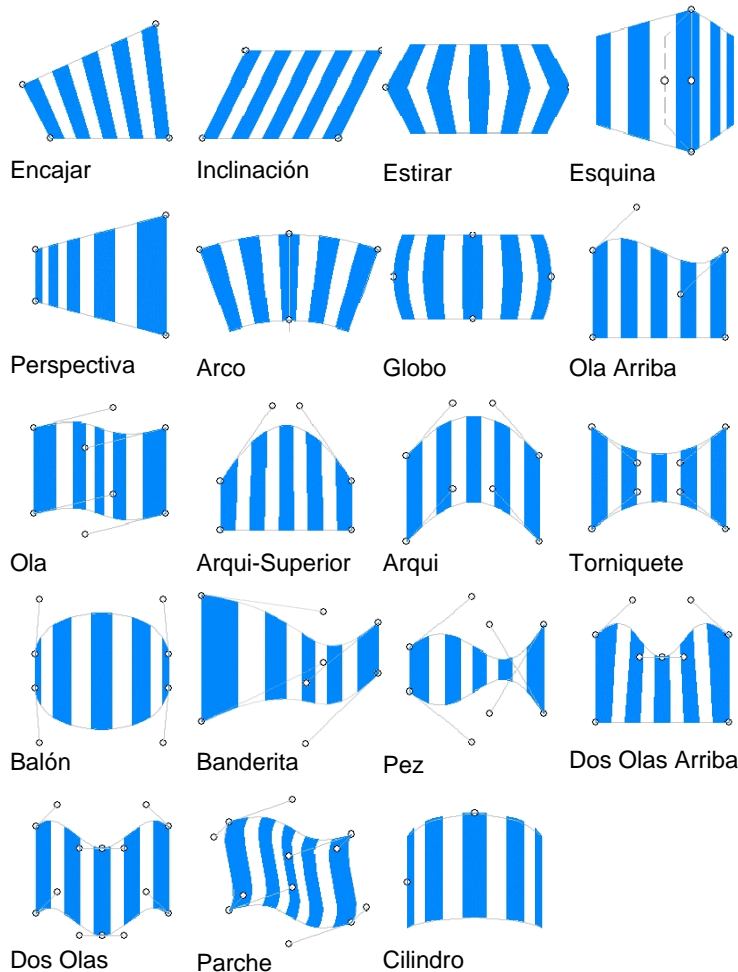 Encajar
Inclinación
Estirar
Esquina
Perspectiva
Arco
Globo
Ola Arriba
Ola
Arqui-Superior
Arqui
Torniquete
Balón
Banderita
Pez
Dos Olas Arriba
Dos Olas
Parche
Cilindro